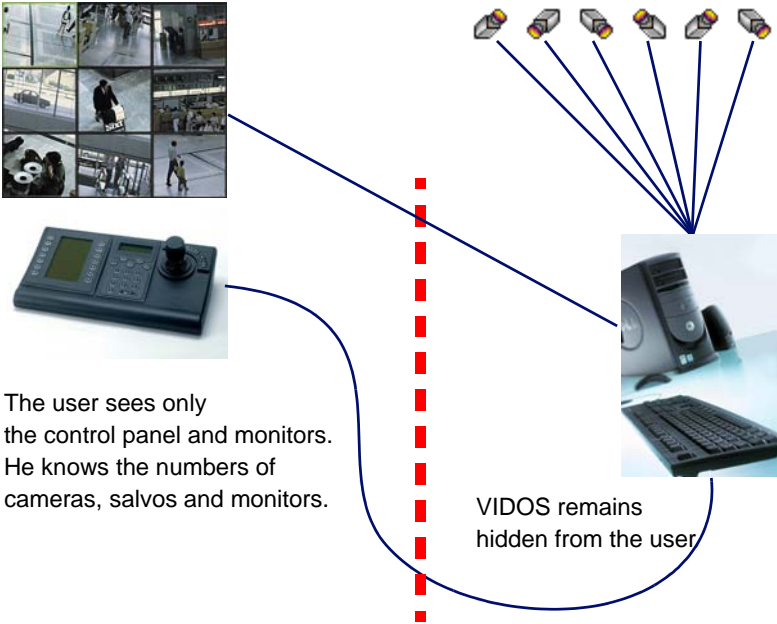 The user sees only
the control panel and monitors.
He knows the numbers of
cameras, salvos and monitors.
VIDOS remains
hidden from the user